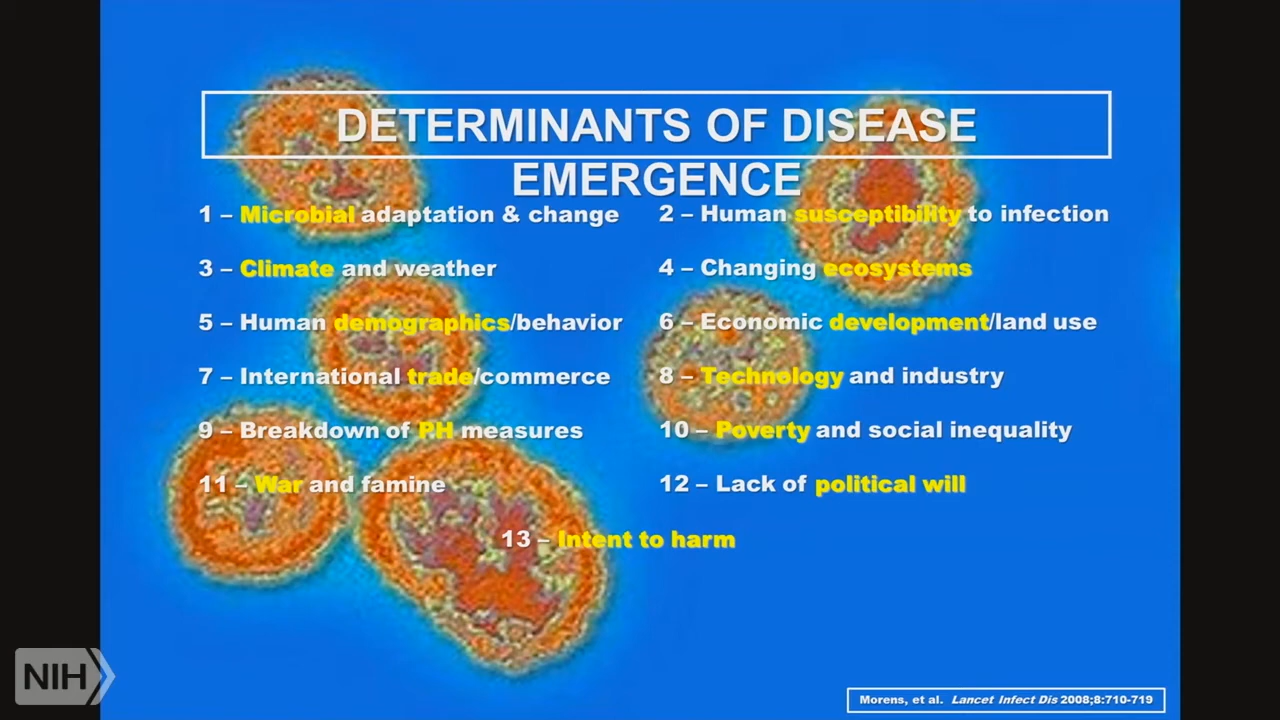 DETERMINANTS OF DISEASE
EMERGENCE
1 – Microbial adaptation & change
2 – Human susceptibility to infection
3 – Climate and weather
4 – Changing ecosystems
5 – Human demographics/behavior
6 – Economic development/land use
7 – International trade/commerce
8 – Technology and industry
9 – Breakdown of PH measures
10 – Poverty and social inequality
11 – War and famine
12 – Lack of political will
13 – Intent to harm
NIH
Morens, et al. Lancet Infect Dis 2008;8:710-719